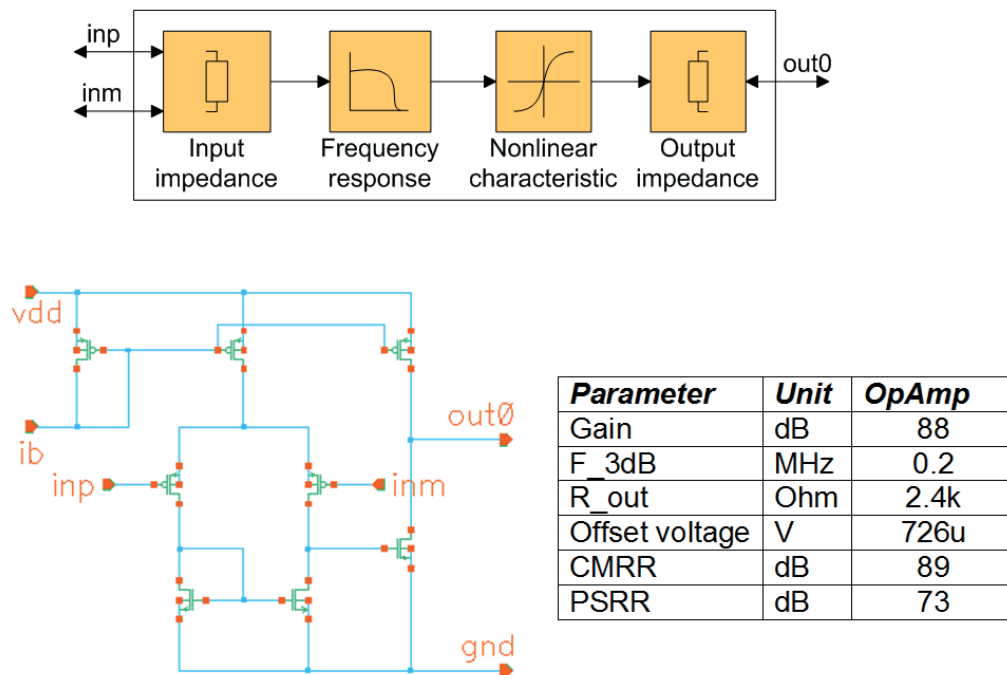 inp
inm
out0
Input
impedance
Frequency
response
Nonlinear
characteristic
Output
impedance
vdd
ib
inp
inm
out0
gnd
Parameter Unit OpAmp
Gain dB 88
F_3dB MHz 0.2
R_out Ohm 2.4k
Offset voltage V 726u
CMRR dB 89
PSRR dB 73